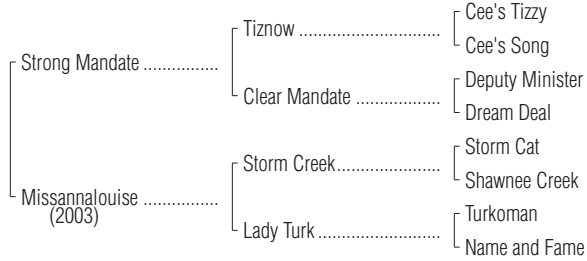 Cee's Tizzy
Tiznow ........................................
Cee's Song
Strong Mandate ................
Deputy Minister
Clear Mandate ........................
Dream Deal
Storm Cat
Storm Creek..............................
Shawnee Creek
Missannalouise ................
(2003)
Turkoman
Lady Turk ...................................
Name and Fame